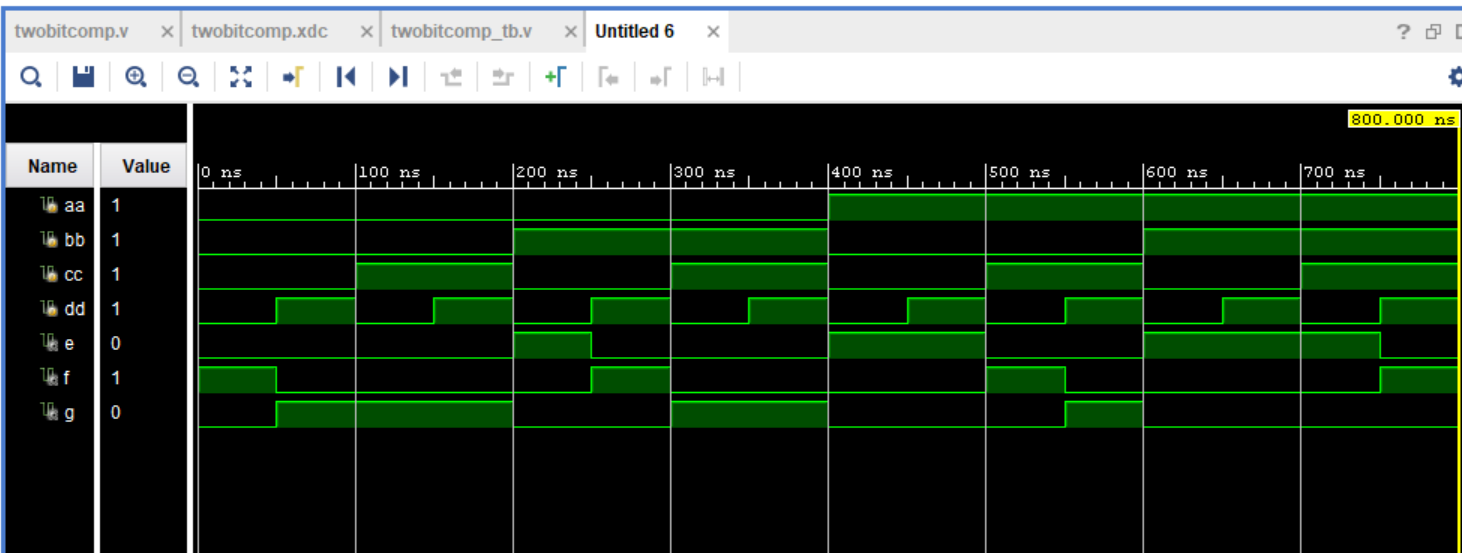 twobitcomp.v × twobitcomp.xdc × twobitcomp_tb.v × Untitled 6 × ?
800.000 ns
Name Value 0 ns 100 ns 200 ns 300 ns 400 ns 500 ns 600 ns 700 ns
aa 1
bb 1
cc 1
dd 1
e 0
f 1
g 0